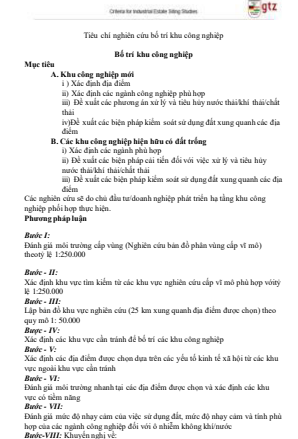 Criteria for Industrial Estate Siting Studies
gtz
Tiêu chí nghiên cứu bố trí khu công nghiệp
Bố trí khu công nghiệp
Mục tiêu
A. Khu công nghiệp mới
i ) Xác định địa điểm
ii) Xác định các ngành công nghiệp phù hợp
iii) Đề xuất các phương án xử lý và tiêu hủy nước thải/khí thải/chất
thải
iv)Đề xuất các biện pháp kiểm soát sử dụng đất xung quanh các địa
điểm
B. Các khu công nghiệp hiện hữu có đất trống
i) Xác định các ngành phù hợp
ii) Đề xuất các biện pháp cải tiến đối với việc xử lý và tiêu hủy
nước thải/khí thải/chất thải
iii) Đề xuất các biện pháp kiểm soát sử dụng đất xung quanh các địa
điểm
Các nghiên cứu sẽ do chủ đầu tư/doanh nghiệp phát triển hạ tầng khu công
nghiệp phối hợp thực hiện.
Phương pháp luận
Bước I:
Đánh giá môi trường cấp vùng (Nghiên cứu bản đồ phân vùng cấp vĩ mô)
theotỷ lệ 1:250.000
Bước - II:
Xác định khu vực tìm kiếm từ các khu vực nghiên cứu cấp vĩ mô phù hợp vớitỷ
lệ 1:250.000
Bước - III:
Lập bản đồ khu vực nghiên cứu (25 km xung quanh địa điểm được chọn) theo
quy mô 1: 50.000
Bước - IV:
Xác định các khu vực cần tránh để bố trí các khu công nghiệp
Bước - V:
Xác định các địa điểm được chọn dựa trên các yếu tố kinh tế xã hội từ các khu
vực ngoài khu vực cần tránh
Bước - VI:
Đánh giá môi trường nhanh tại các địa điểm được chọn và xác định các khu
vực có tiềm năng
Bước - VII:
Đánh giá mức độ nhạy cảm của việc sử dụng đất, mức độ nhạy cảm và tính phù
hợp của các ngành công nghiệp đối với ô nhiễm không khí/nước
Bước-VIII: Khuyến nghị về: